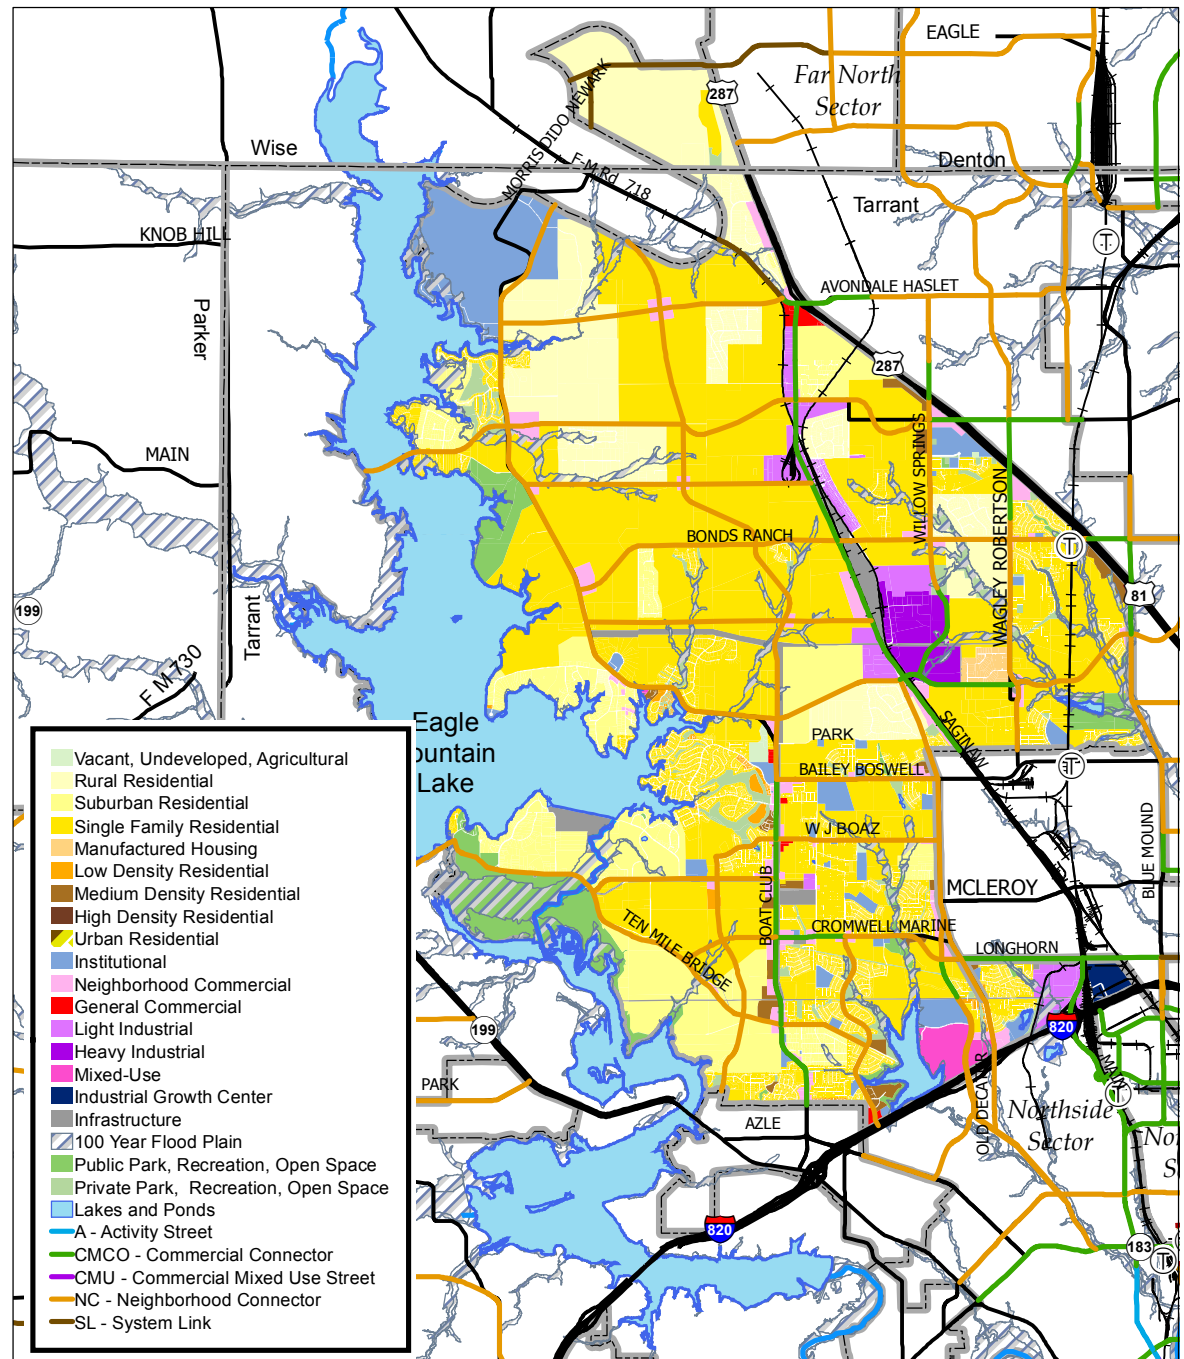 EAGLE
Far North
Sector
287
MORRIS DIDO NEWARK
Wise
Denton
F-M Rd 718
Tarrant
KNOB HILL
AVONDALE HASLET
Parker
287
MAIN
WILLOW SPRINGS
WAGLEY ROBERTSON
BONDS RANCH
81
199
Tarrant
F M 730
Eagle
ountain
Lake
SAGINAW
PARK
BAILEY BOSWELL
W J BOAZ
BLUE MOUND
BOAT CLUB
MCLEROY
CROMWELL MARINE
TEN MILE BRIDGE
LONGHORN
199
820
MAIN
PARK
OLD DECATUR
Northside
Sector
AZLE
Nor
S
820
183
Vacant, Undeveloped, Agricultural
Rural Residential
Suburban Residential
Single Family Residential
Manufactured Housing
Low Density Residential
Medium Density Residential
High Density Residential
Urban Residential
Institutional
Neighborhood Commercial
General Commercial
Light Industrial
Heavy Industrial
Mixed-Use
Industrial Growth Center
Infrastructure
100 Year Flood Plain
Public Park, Recreation, Open Space
Private Park, Recreation, Open Space
Lakes and Ponds
A - Activity Street
CMCO - Commercial Connector
CMU - Commercial Mixed Use Street
NC - Neighborhood Connector
SL - System Link